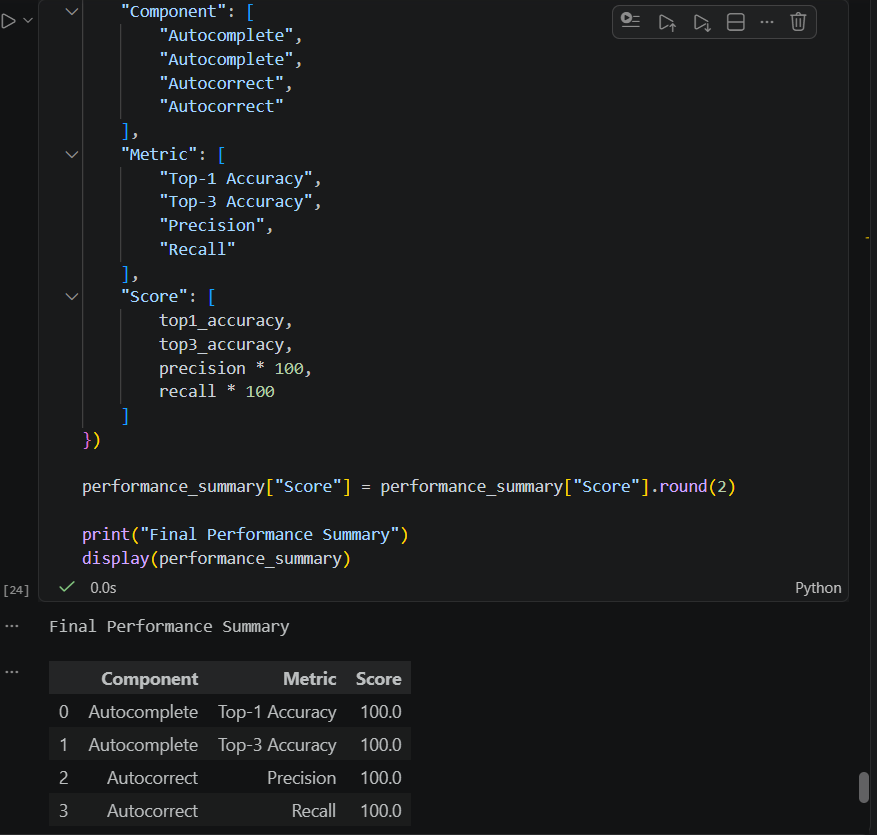 "Component": [
"Autocomplete",
"Autocomplete",
"Autocorrect",
"Autocorrect"
],
"Metric": [
"Top-1 Accuracy",
"Top-3 Accuracy",
"Precision",
"Recall"
],
"Score": [
top1_accuracy,
top3_accuracy,
precision * 100,
recall * 100
]
})
performance_summary["Score"] = performance_summary["Score"].round(2)
print("Final Performance Summary")
display(performance_summary)
[24] 0.0s Python
Final Performance Summary
Component Metric Score
0 Autocomplete Top-1 Accuracy 100.0
1 Autocomplete Top-3 Accuracy 100.0
2 Autocorrect Precision 100.0
3 Autocorrect Recall 100.0